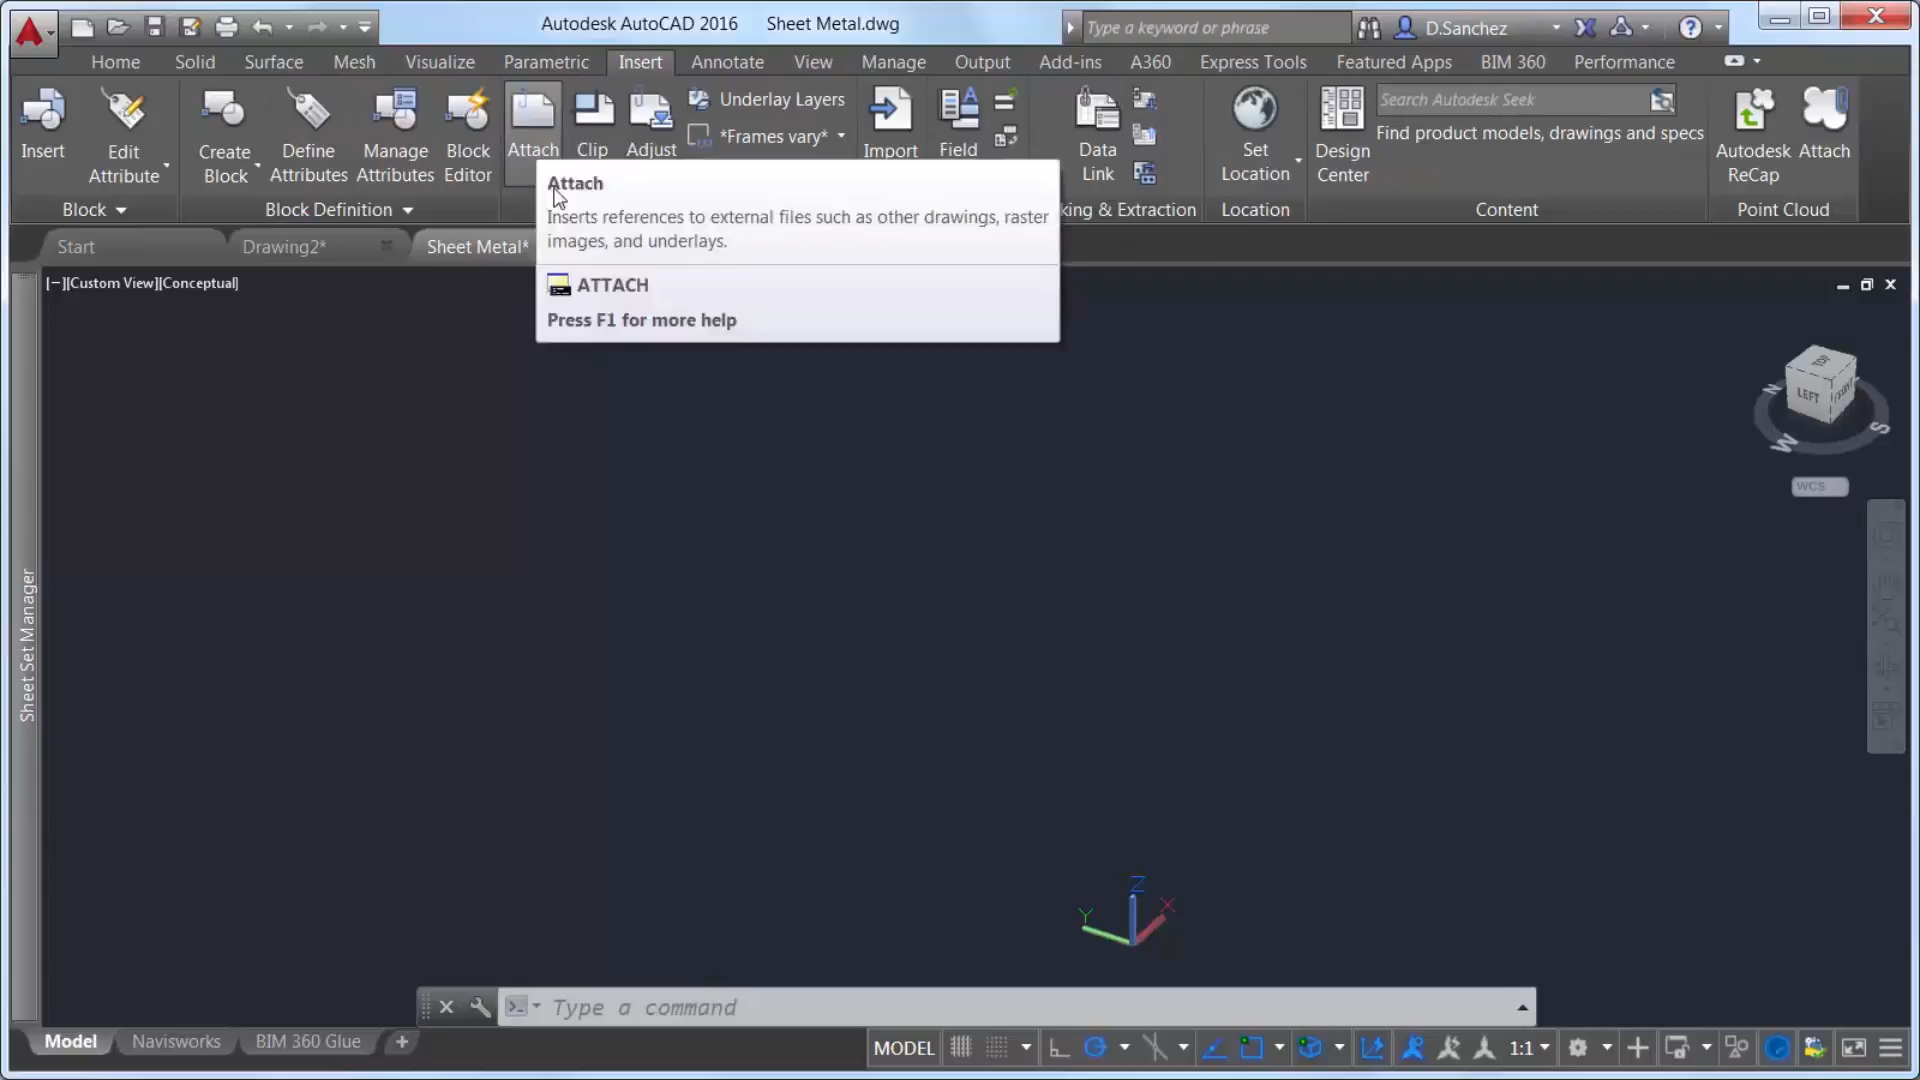 Autodesk AutoCAD 2016 Sheet Metal.dwg
Type a keyword or phrase
D.Sanchez
Home Solid Surface Mesh Visualize Parametric Insert Annotate View Manage Output Add-ins A360 Express Tools Featured Apps BIM 360 Performance
Insert
Edit
Attribute
Create
Block
Define
Attributes
Manage
Attributes
Block
Editor
Attach
Clip
Adjust
Underlay Layers
*Frames vary*
Import
Field
Data
Link
Set
Location
Design
Center
Search Autodesk Seek
Find product models, drawings and specs
Autodesk
ReCap
Attach
Block
Block Definition
king & Extraction
Location
Content
Point Cloud
Attach
Inserts references to external files such as other drawings, raster
images, and underlays.
ATTACH
Press F1 for more help
Start
Drawing2*
Sheet Metal*
[−][Custom View][Conceptual]
TOP
LEFT
FRONT
N
S
W
WCS
Sheet Set Manager
Z
Y
X
Type a command
Model
Navisworks
BIM 360 Glue
MODEL
1:1